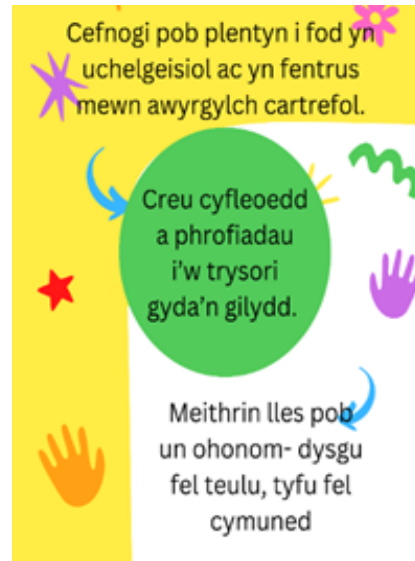 Cefnogi pob plentyn i fod yn
uchelgeisiol ac yn fentrus
mewn awyrgylch cartrefol.
Creu cyfleoedd
a phrofiadau
i'w trysori
gyda'n gilydd.
Meithrin lles pob
un ohonom- dysgu
fel teulu, tyfu fel
cymuned